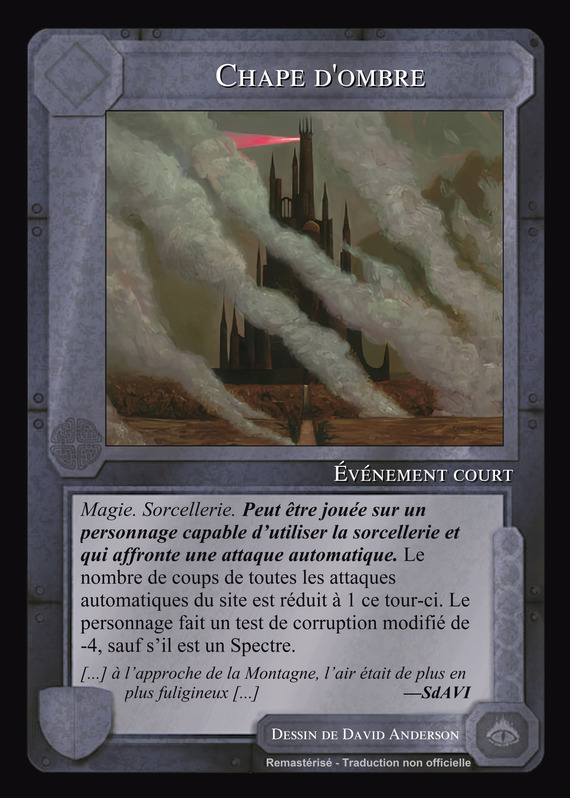 Chape d'ombre
Événement court
Magie. Sorcellerie. Peut être jouée sur un
personnage capable d'utiliser la sorcellerie et
qui affronte une attaque automatique. Le
nombre de coups de toutes les attaques
automatiques du site est réduit à 1 ce tour-ci. Le
personnage fait un test de corruption modifié de
-4, sauf s'il est un Spectre.
[...] à l'approche de la Montagne, l'air était de plus en
plus fuligineux [...] —SdAVI
Dessin de David Anderson
Remastérisé - Traduction non officielle